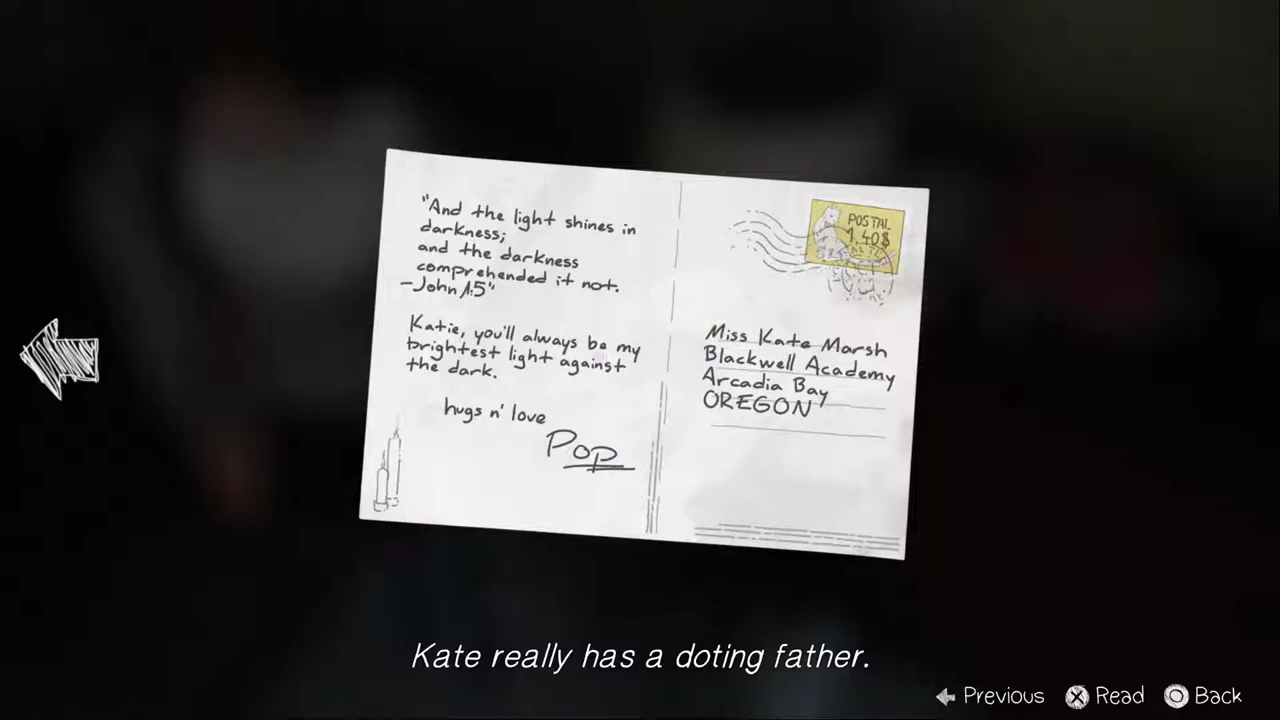 "And the light shines in
darkness;
and the darkness
comprehended it not.
-John 1:5"
Katie, you'll always be my
brightest light against
the dark.
hugs n' love
Pop
POSTAL
1.40$
Miss Kate Marsh
Blackwell Academy
Arcadia Bay
OREGON
Kate really has a doting father.
Previous
Read
Back